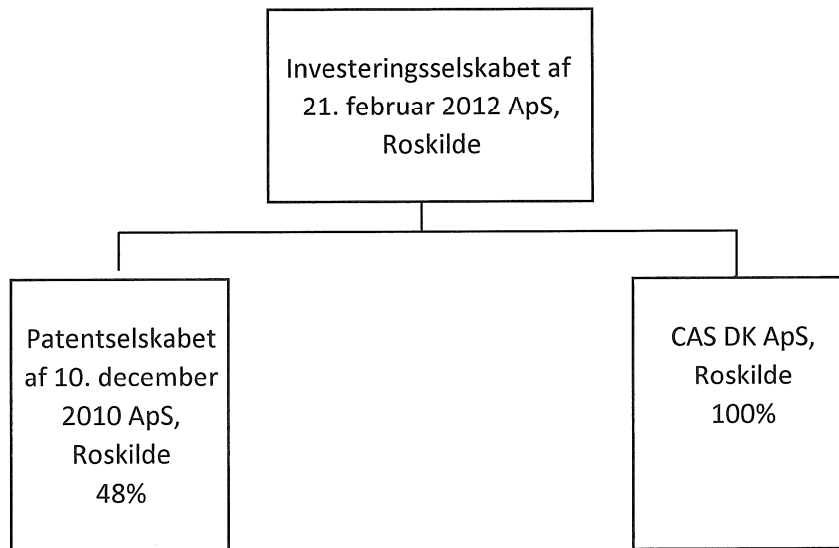 Investeringsselskabet af
21. februar 2012 ApS,
Roskilde
Patentselskabet
af 10. december
2010 ApS,
Roskilde
48%
CAS DK ApS,
Roskilde
100%